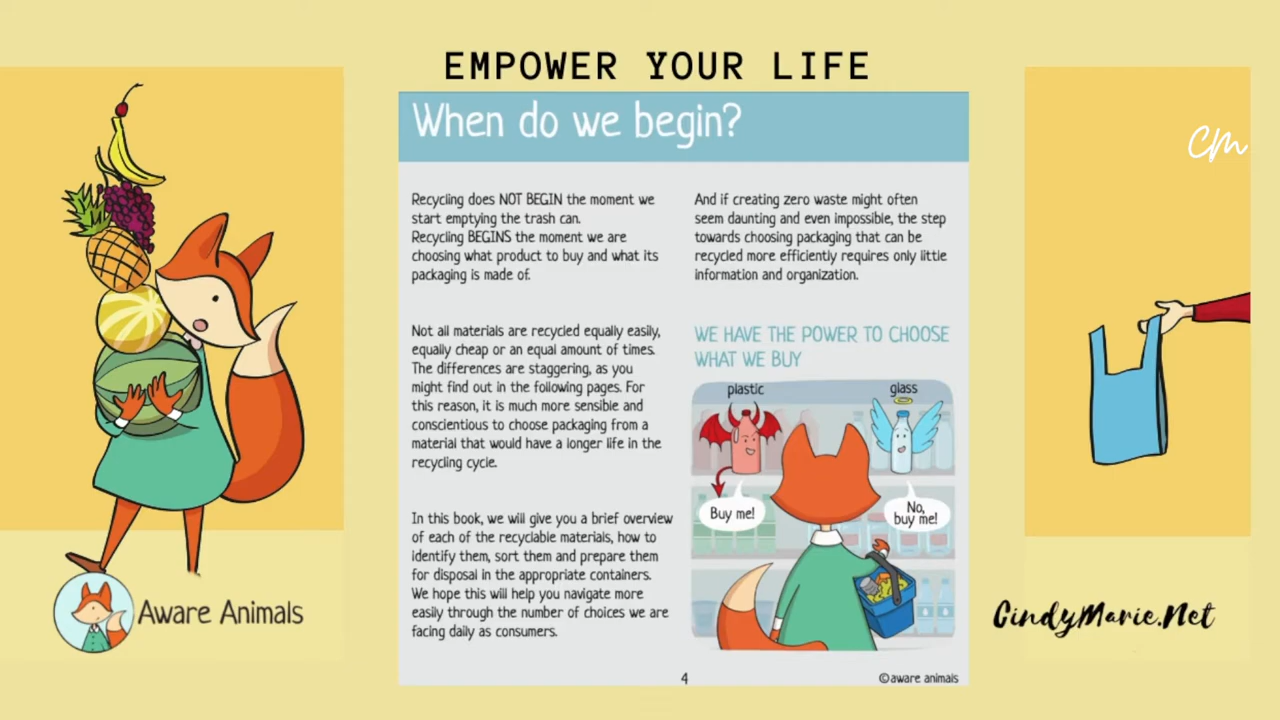 EMPOWER YOUR LIFE
When do we begin?
Recycling does NOT BEGIN the moment we
start emptying the trash can.
Recycling BEGINS the moment we are
choosing what product to buy and what its
packaging is made of.
Not all materials are recycled equally easily,
equally cheap or an equal amount of times.
The differences are staggering, as you
might find out in the following pages. For
this reason, it is much more sensible and
conscientious to choose packaging from a
material that would have a longer life in the
recycling cycle.
In this book, we will give you a brief overview
of each of the recyclable materials, how to
identify them, sort them and prepare them
for disposal in the appropriate containers.
We hope this will help you navigate more
easily through the number of choices we are
facing daily as consumers.
And if creating zero waste might often
seem daunting and even impossible, the step
towards choosing packaging that can be
recycled more efficiently requires only little
information and organization.
WE HAVE THE POWER TO CHOOSE
WHAT WE BUY
plastic
glass
Buy me!
No,
buy me!
4
©aware animals
Aware Animals
CM
CindyMarie.Net